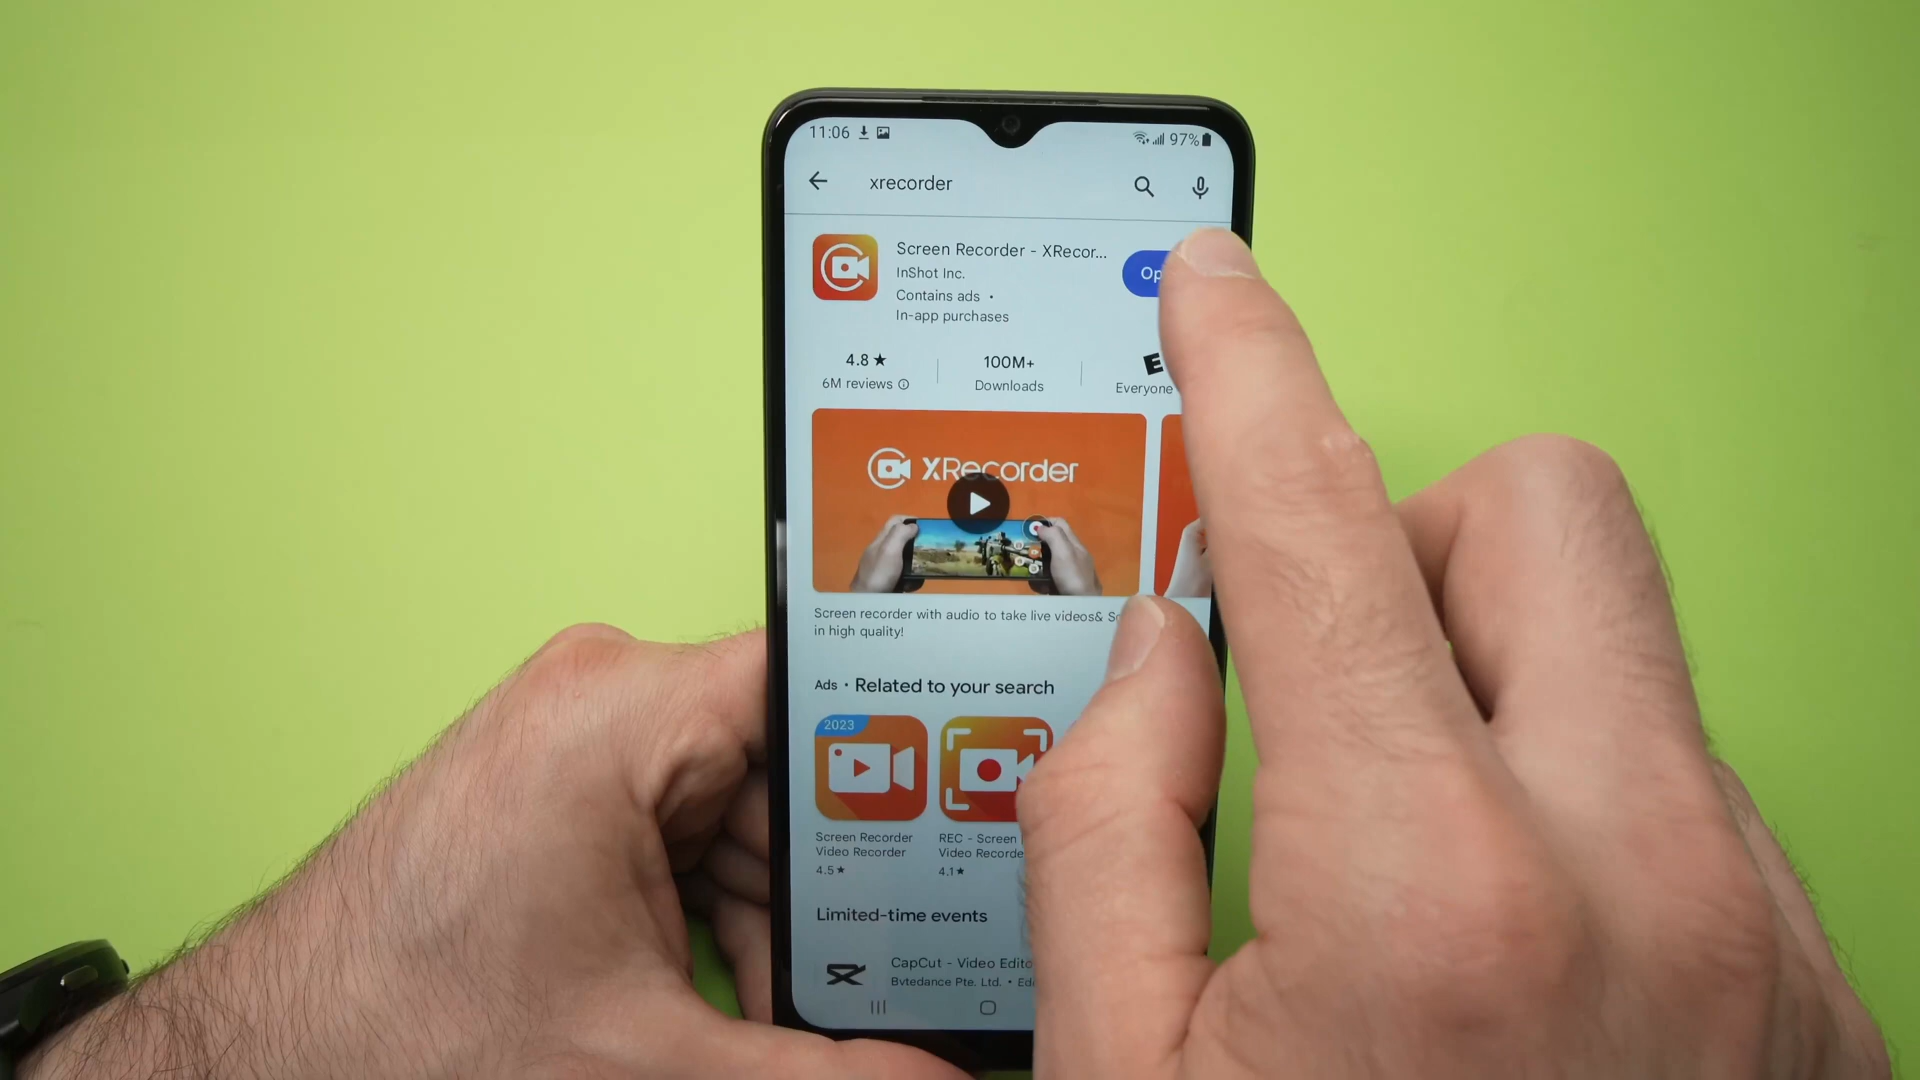 11:06 97%
xrecorder
Screen Recorder - XRecor...
InShot Inc.
Op
Contains ads •
In-app purchases
4.8 ★ 100M+ E
6M reviews Downloads Everyone
XRecorder
Screen recorder with audio to take live videos&
in high quality!
Ads • Related to your search
2023
Screen Recorder REC - Screen
Video Recorder Video Recorde
4.5★ 4.1★
Limited-time events
CapCut - Video Edito
Bytedance Pte. Ltd. • Edi